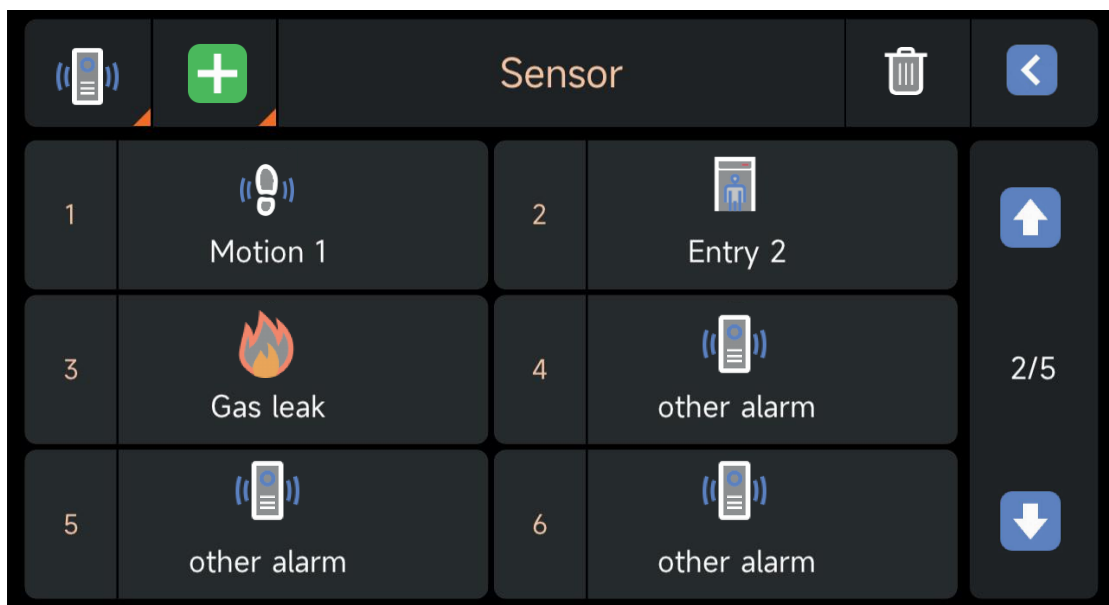 Sensor
1
Motion 1
2
Entry 2
3
Gas leak
4
other alarm
2/5
5
other alarm
6
other alarm